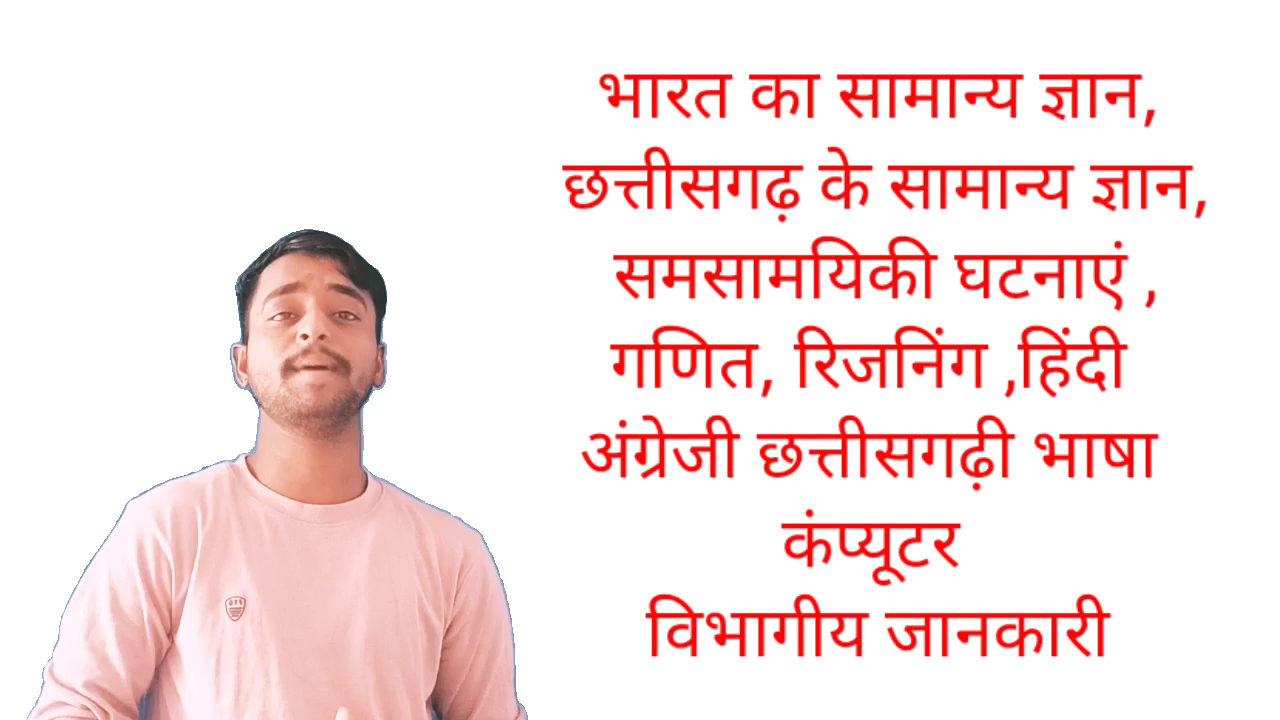 भारत का सामान्य ज्ञान,
छत्तीसगढ़ के सामान्य ज्ञान,
समसामयिकी घटनाएं ,
गणित, रिजनिंग ,हिंदी
अंग्रेजी छत्तीसगढ़ी भाषा
कंप्यूटर
विभागीय जानकारी